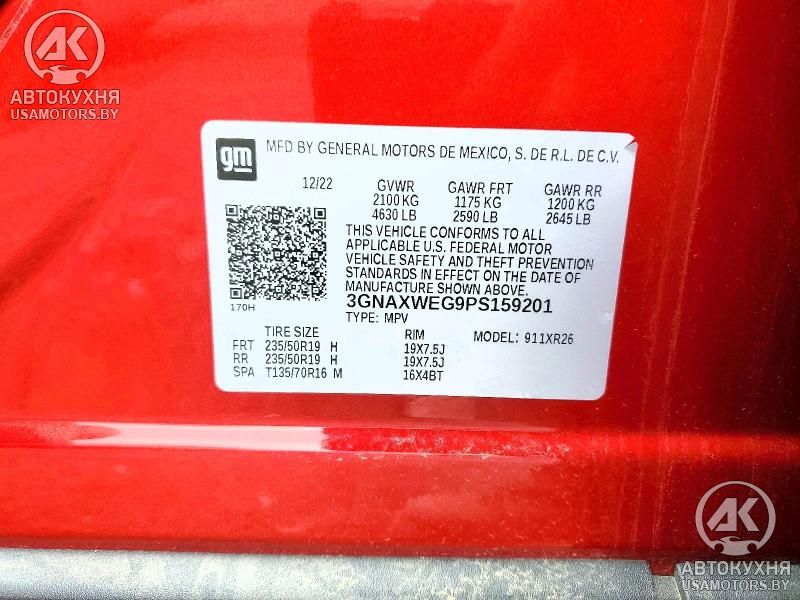 AK
АВТОКУХНЯ
USAMOTORS.BY
gm MFD BY GENERAL MOTORS DE MEXICO, S. DE R.L. DE C.V.
12/22 GVWR GAWR FRT GAWR RR
2100 KG 1175 KG 1200 KG
4630 LB 2590 LB 2645 LB
THIS VEHICLE CONFORMS TO ALL
APPLICABLE U.S. FEDERAL MOTOR
VEHICLE SAFETY AND THEFT PREVENTION
STANDARDS IN EFFECT ON THE DATE OF
MANUFACTURE SHOWN ABOVE.
170H 3GNAXWEG9PS159201
TYPE: MPV
TIRE SIZE RIM MODEL: 911XR26
FRT 235/50R19 H 19X7.5J
RR 235/50R19 H 19X7.5J
SPA T135/70R16 M 16X4BT
AK
АВТОКУХНЯ
USAMOTORS.BY